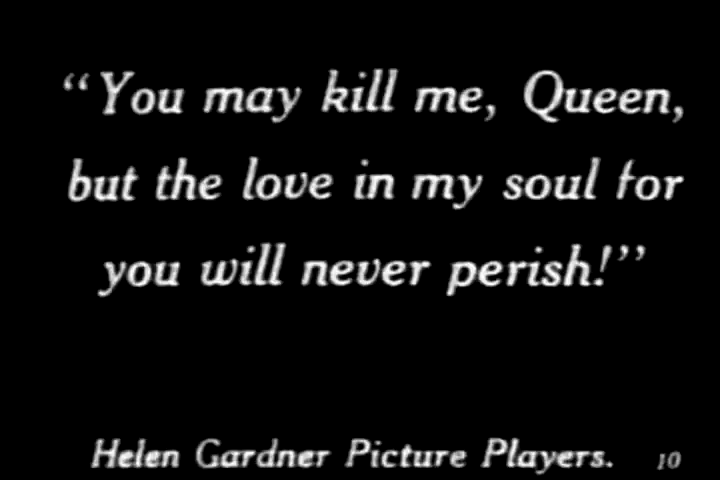 “You may kill me, Queen,
but the love in my soul for
you will never perish!”
Helen Gardner Picture Players. 10